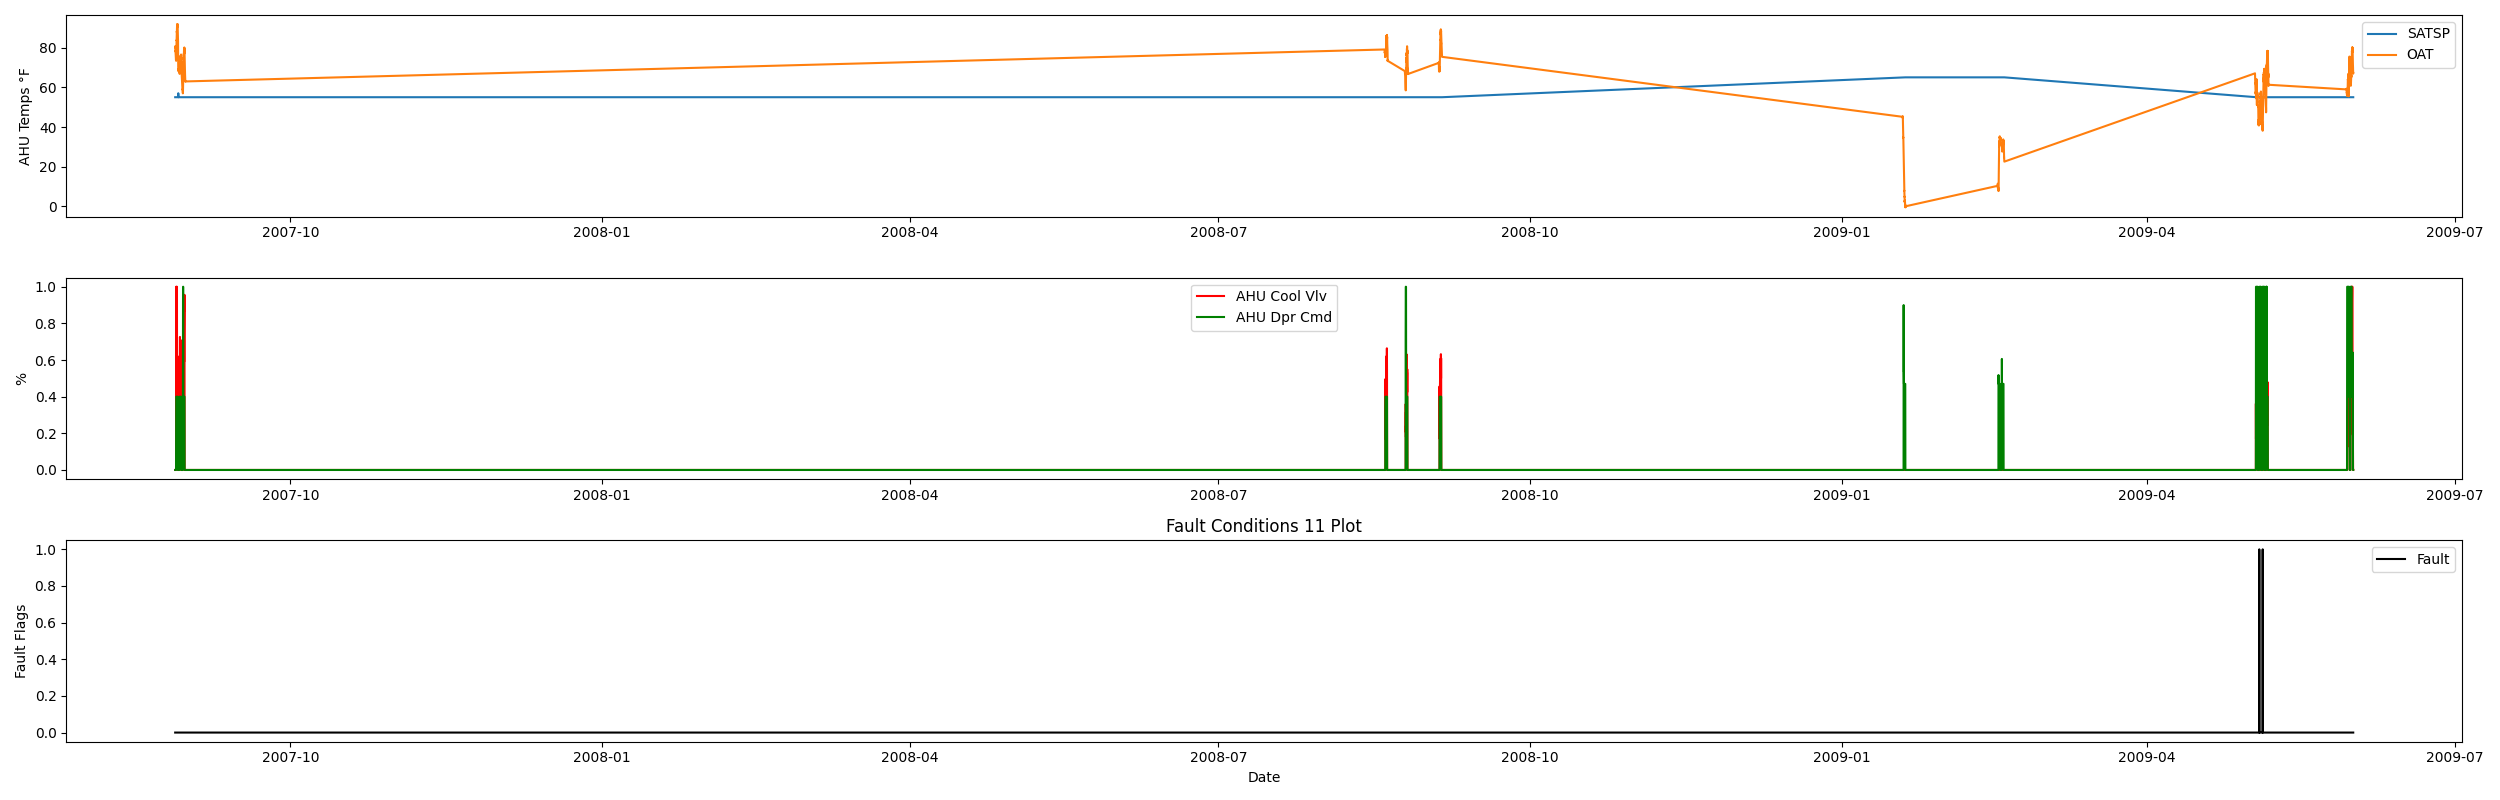 AHU Temps °F
80
60
40
20
0
SATSP
OAT
2007-10 2008-01 2008-04 2008-07 2008-10 2009-01 2009-04 2009-07
%
1.0
0.8
0.6
0.4
0.2
0.0
AHU Cool Vlv
AHU Dpr Cmd
2007-10 2008-01 2008-04 2008-07 2008-10 2009-01 2009-04 2009-07
Fault Conditions 11 Plot
Fault Flags
1.0
0.8
0.6
0.4
0.2
0.0
Fault
2007-10 2008-01 2008-04 2008-07 2008-10 2009-01 2009-04 2009-07
Date